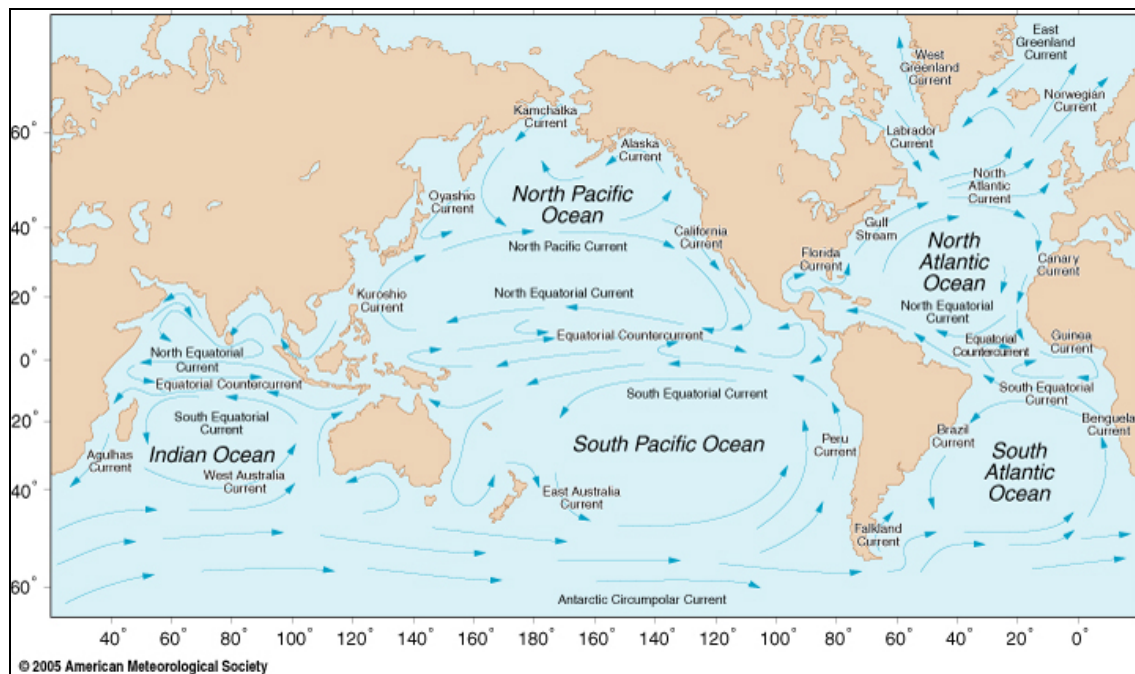 East
Greenland
Current
West
Greenland
Current
Norwegian
Current
Kamchatka
Current
Labrador
Current
60°
Alaska
Current
North Pacific
Ocean
North
Atlantic
Current
Oyashio
Current
Gulf
Stream
40°
California
Current
North Pacific Current
North
Atlantic
Ocean
Florida
Current
Canary
Current
20°
Kuroshio
Current
North Equatorial Current
North Equatorial
Current
Equatorial Countercurrent
Equatorial
Countercurrent
Guinea
Current
North Equatorial
Current
0°
Equatorial Countercurrent
South Equatorial Current
South Equatorial
Current
20°
South Equatorial
Current
Benguela
Current
Brazil
Current
Indian Ocean
South Pacific Ocean
Peru
Current
South
Atlantic
Ocean
Agulhas
Current
West Australia
Current
40°
East Australia
Current
Falkland
Current
60°
Antarctic Circumpolar Current
40° 60° 80° 100° 120° 140° 160° 180° 160° 140° 120° 100° 80° 60° 40° 20° 0°
© 2005 American Meteorological Society